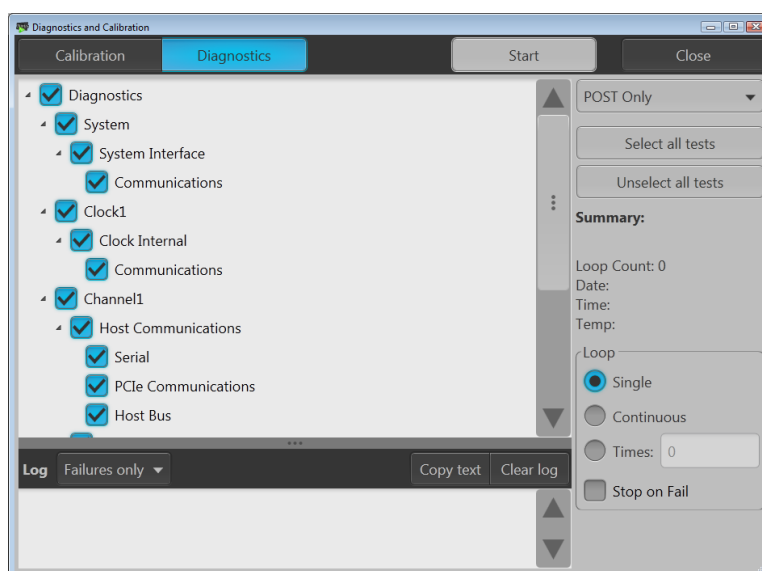 Diagnostics and Calibration
Calibration
Diagnostics
Start
Close
Diagnostics
System
System Interface
Communications
Clock1
Clock Internal
Communications
Channel1
Host Communications
Serial
PCIe Communications
Host Bus
POST Only
Select all tests
Unselect all tests
Summary:
Loop Count: 0
Date:
Time:
Temp:
Loop
Single
Continuous
Times: 0
Stop on Fail
Log Failures only
Copy text
Clear log